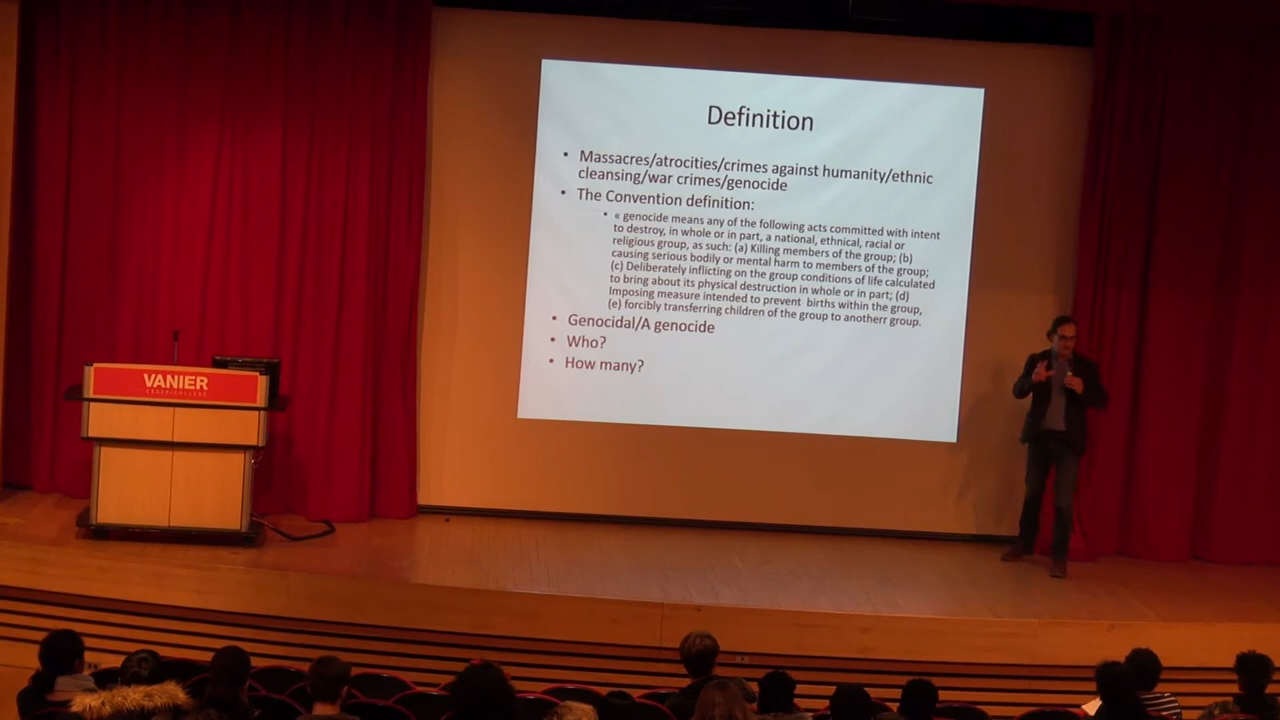 Definition
• Massacres/atrocities/crimes against humanity/ethnic
cleansing/war crimes/genocide
• The Convention definition:
• « genocide means any of the following acts committed with intent
to destroy, in whole or in part, a national, ethnical, racial or
religious group, as such: (a) Killing members of the group; (b)
causing serious bodily or mental harm to members of the group;
(c) Deliberately inflicting on the group conditions of life calculated
to bring about its physical destruction in whole or in part; (d)
Imposing measure intended to prevent births within the group,
(e) forcibly transferring children of the group to anotherr group.
• Genocidal/A genocide
• Who?
• How many?
VANIER